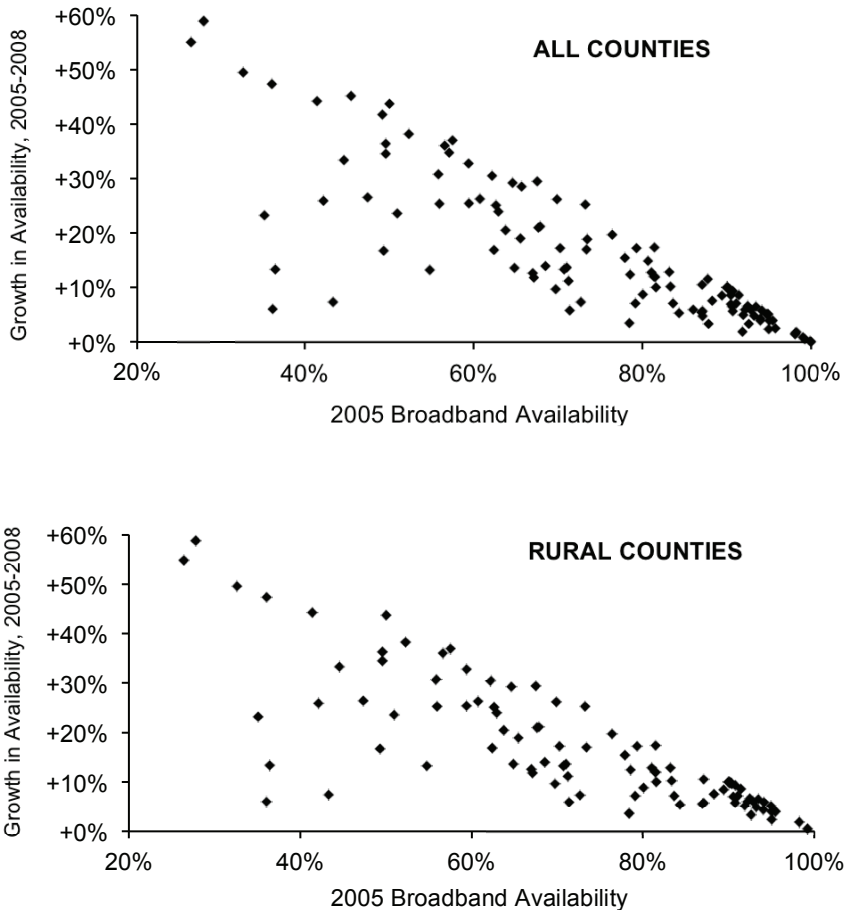 +60%
ALL COUNTIES
+50%
+40%
+30%
+20%
+10%
+0%
20% 40% 60% 80% 100%
Growth in Availability, 2005-2008
2005 Broadband Availability
+60%
RURAL COUNTIES
+50%
+40%
+30%
+20%
+10%
+0%
20% 40% 60% 80% 100%
Growth in Availability, 2005-2008
2005 Broadband Availability